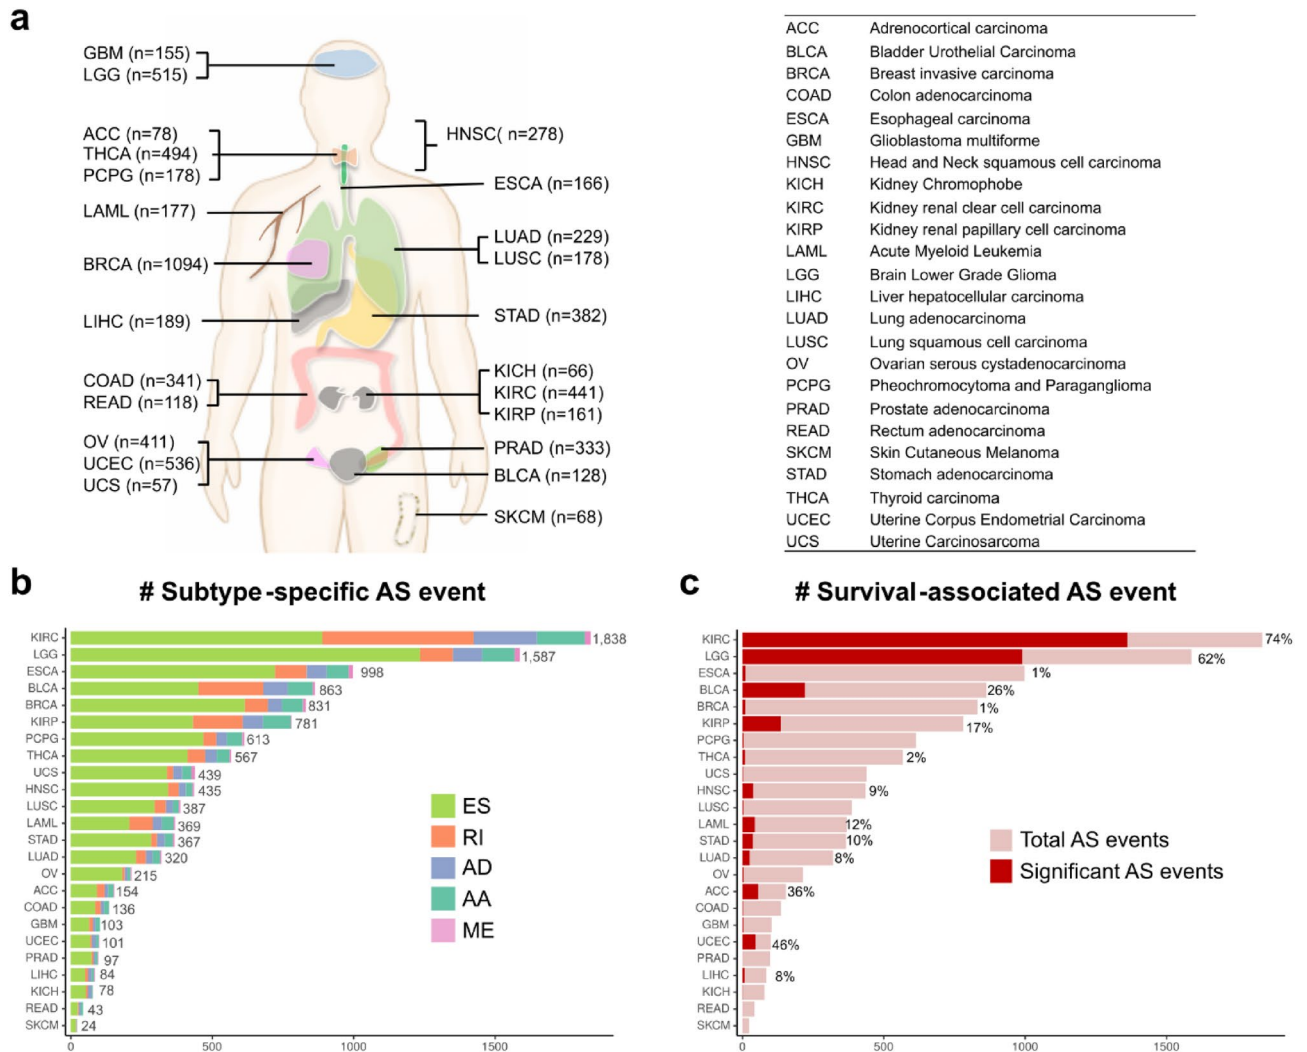 a
GBM (n=155)
LGG (n=515)
ACC (n=78)
THCA (n=494)
PCPG (n=178)
LAML (n=177)
BRCA (n=1094)
LIHC (n=189)
COAD (n=341)
READ (n=118)
OV (n=411)
UCEC (n=536)
UCS (n=57)
HNSC( n=278)
ESCA (n=166)
LUAD (n=229)
LUSC (n=178)
STAD (n=382)
KICH (n=66)
KIRC (n=441)
KIRP (n=161)
PRAD (n=333)
BLCA (n=128)
SKCM (n=68)
ACC Adrenocortical carcinoma
BLCA Bladder Urothelial Carcinoma
BRCA Breast invasive carcinoma
COAD Colon adenocarcinoma
ESCA Esophageal carcinoma
GBM Glioblastoma multiforme
HNSC Head and Neck squamous cell carcinoma
KICH Kidney Chromophobe
KIRC Kidney renal clear cell carcinoma
KIRP Kidney renal papillary cell carcinoma
LAML Acute Myeloid Leukemia
LGG Brain Lower Grade Glioma
LIHC Liver hepatocellular carcinoma
LUAD Lung adenocarcinoma
LUSC Lung squamous cell carcinoma
OV Ovarian serous cystadenocarcinoma
PCPG Pheochromocytoma and Paraganglioma
PRAD Prostate adenocarcinoma
READ Rectum adenocarcinoma
SKCM Skin Cutaneous Melanoma
STAD Stomach adenocarcinoma
THCA Thyroid carcinoma
UCEC Uterine Corpus Endometrial Carcinoma
UCS Uterine Carcinosarcoma
b
# Subtype-specific AS event
KIRC 1,838
LGG 1,587
ESCA 998
BLCA 863
BRCA 831
KIRP 781
PCPG 613
THCA 567
UCS 439
HNSC 435
LUSC 387
LAML 369
STAD 367
LUAD 320
OV 215
ACC 154
COAD 136
GBM 103
UCEC 101
PRAD 97
LIHC 84
KICH 78
READ 43
SKCM 24
0 500 1000 1500
ES
RI
AD
AA
ME
c
# Survival-associated AS event
KIRC 74%
LGG 62%
ESCA 1%
BLCA 26%
BRCA 1%
KIRP 17%
PCPG
THCA 2%
UCS
HNSC 9%
LUSC
LAML 12%
STAD 10%
LUAD 8%
OV
ACC 36%
COAD
GBM
UCEC 46%
PRAD
LIHC 8%
KICH
READ
SKCM
0 500 1000 1500
Total AS events
Significant AS events